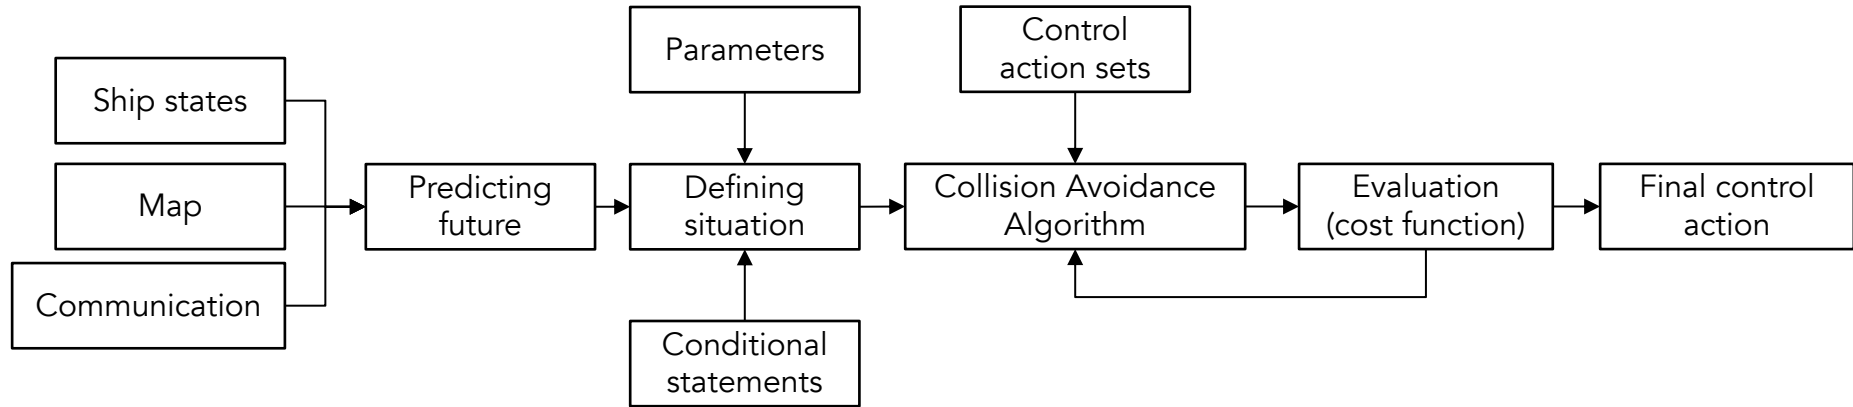 Ship states
Map
Communication
Predicting
future
Parameters
Defining
situation
Conditional
statements
Control
action sets
Collision Avoidance
Algorithm
Evaluation
(cost function)
Final control
action